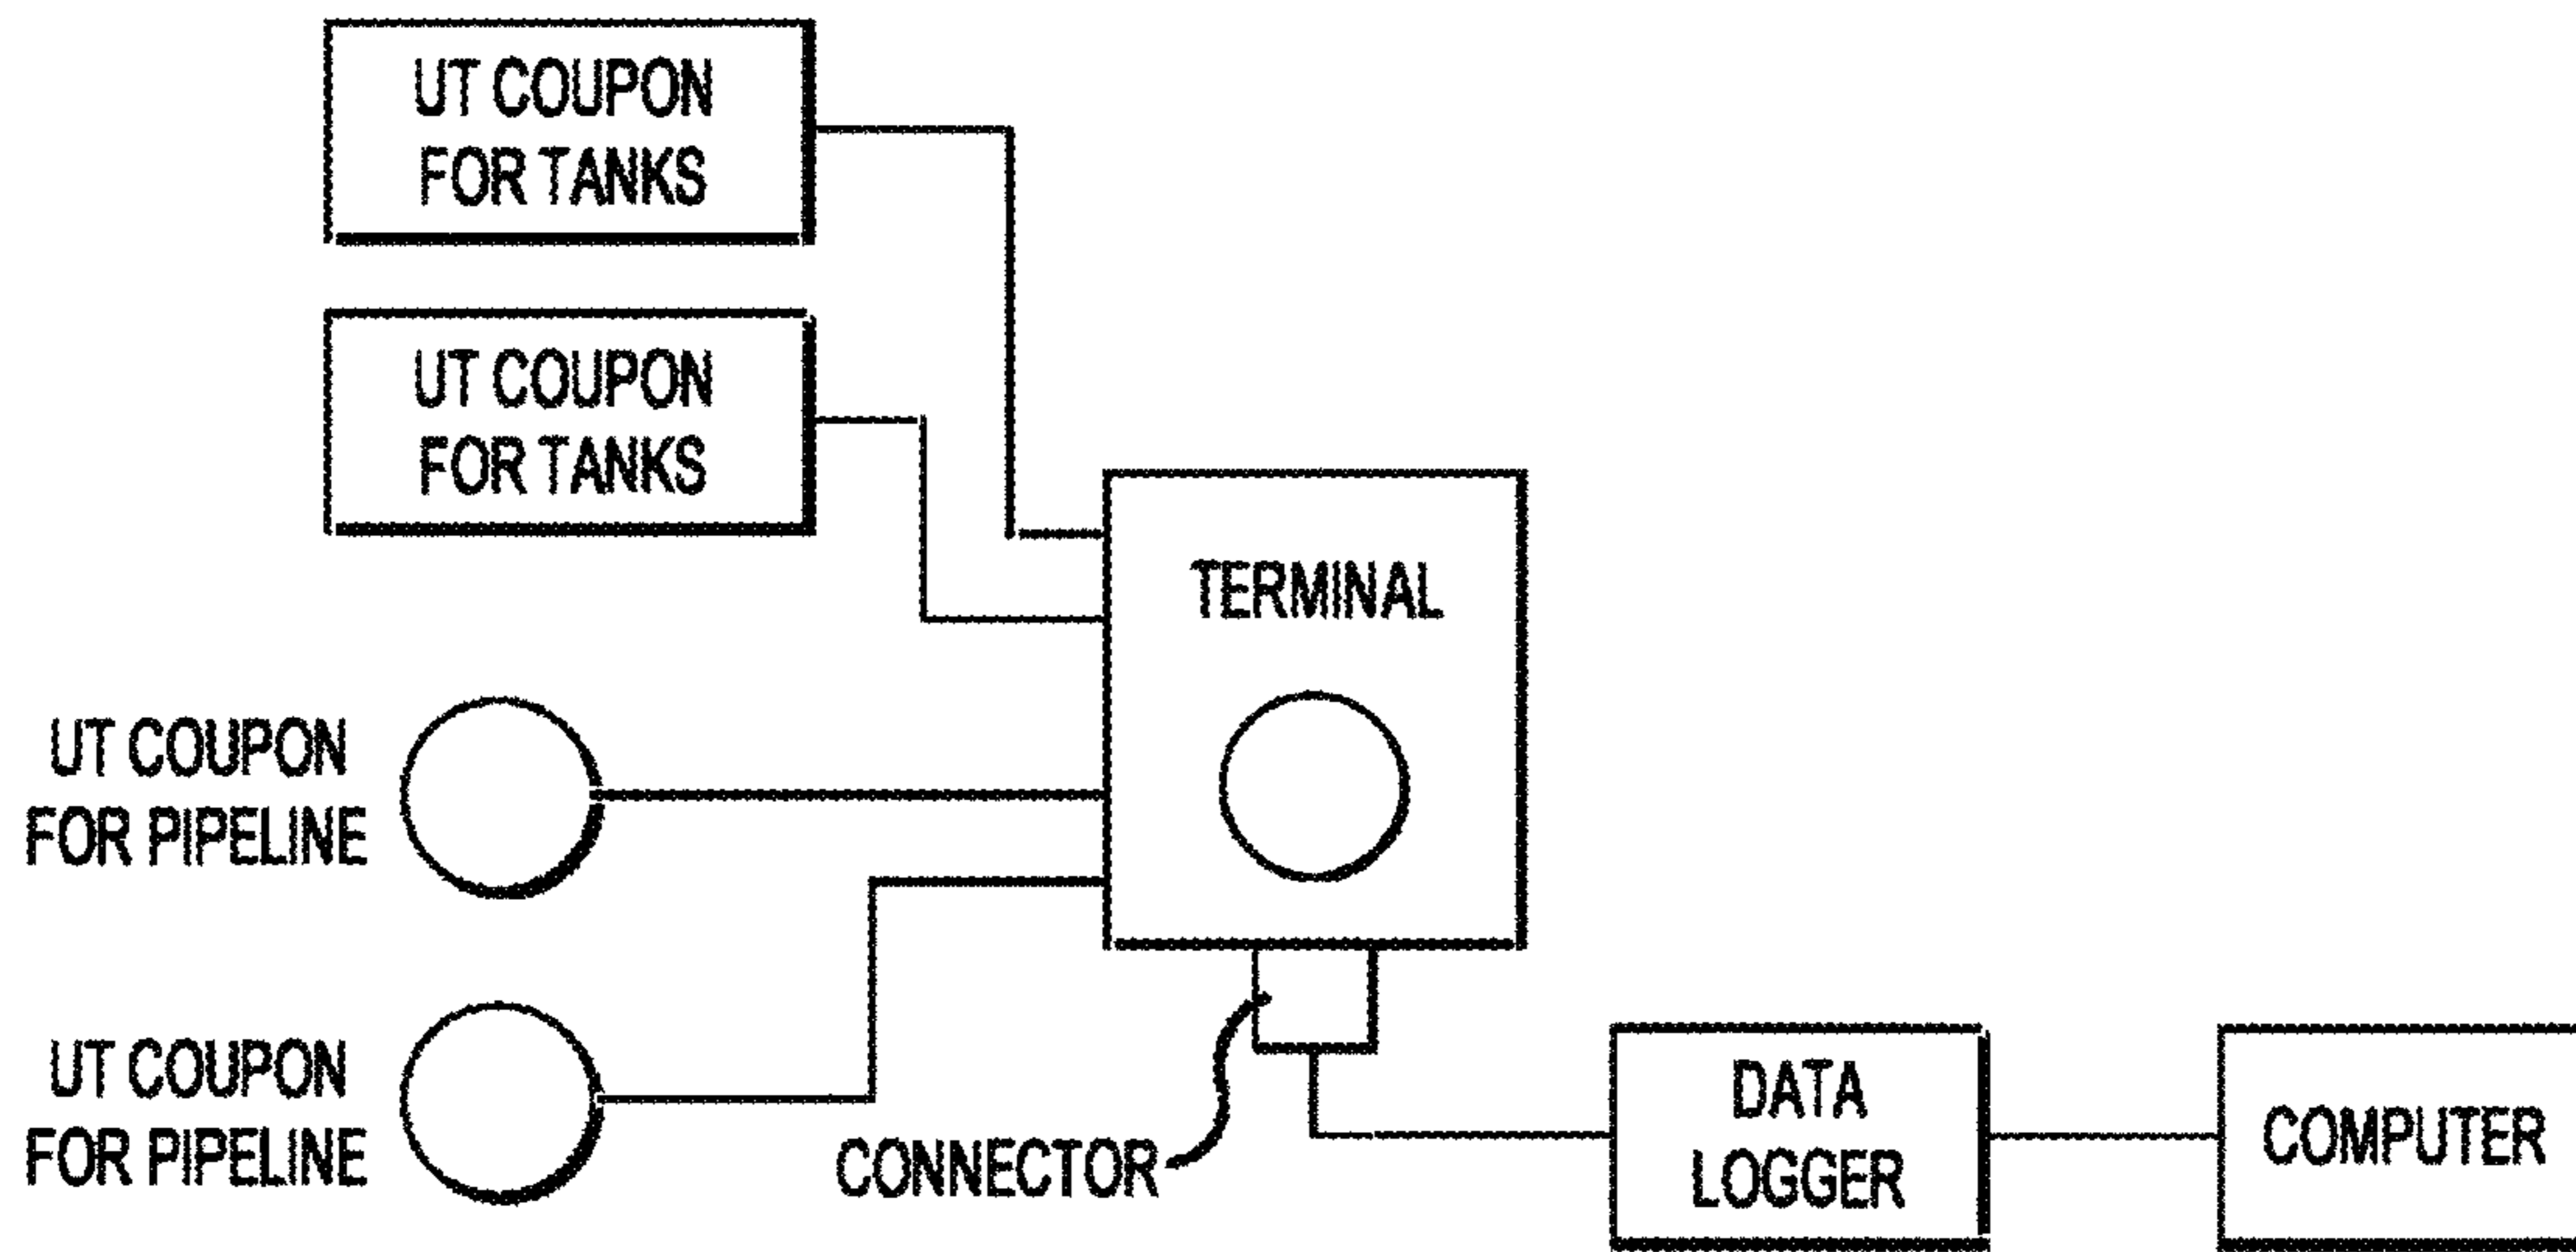 UT COUPON
FOR TANKS
UT COUPON
FOR TANKS
TERMINAL
UT COUPON
FOR PIPELINE
UT COUPON
FOR PIPELINE
CONNECTOR
DATA
LOGGER
COMPUTER